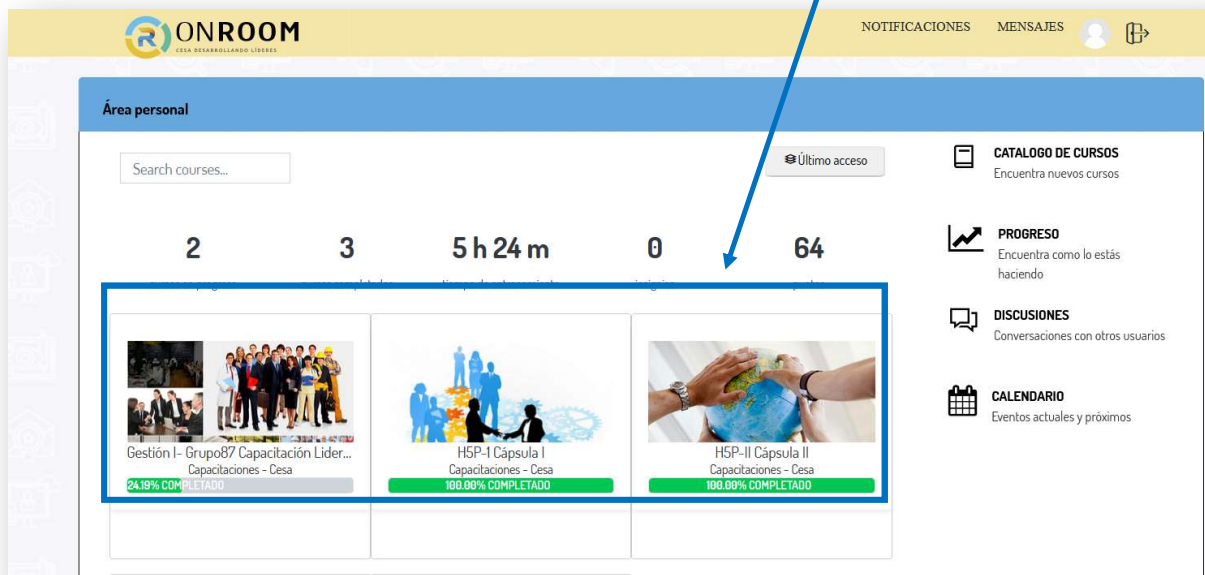 ONROOM
CESA DESARROLLANDO LÍDERES
NOTIFICACIONES
MENSAJES
Área personal
Search courses...
Último acceso
2
3
5 h 24 m
0
64
Gestión I- Grupo87 Capacitación Lider...
Capacitaciones - Cesa
24.19% COMPLETADO
H5P-1 Cápsula I
Capacitaciones - Cesa
100.00% COMPLETADO
H5P-II Cápsula II
Capacitaciones - Cesa
100.00% COMPLETADO
CATALOGO DE CURSOS
Encuentra nuevos cursos
PROGRESO
Encuentra como lo estás
haciendo
DISCUSIONES
Conversaciones con otros usuarios
CALENDARIO
Eventos actuales y próximos